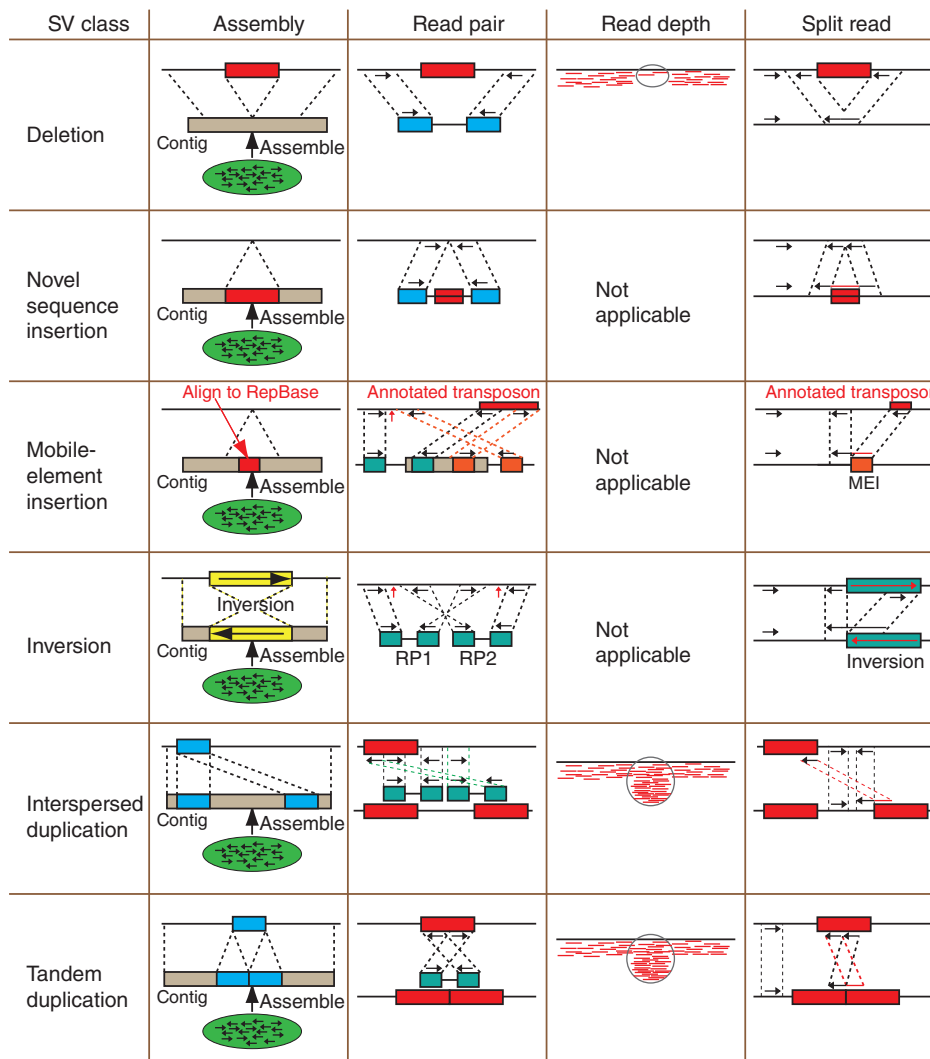 SV class Assembly Read pair Read depth Split read
Deletion
Contig
Assemble
Novel
sequence
insertion
Contig
Assemble
Not
applicable
Mobile-
element
insertion
Align to RepBase
Contig
Assemble
Annotated transposon
Not
applicable
Annotated transposon
MEI
Inversion
Inversion
Contig
Assemble
RP1 RP2
Not
applicable
Inversion
Interspersed
duplication
Contig
Assemble
Tandem
duplication
Contig
Assemble